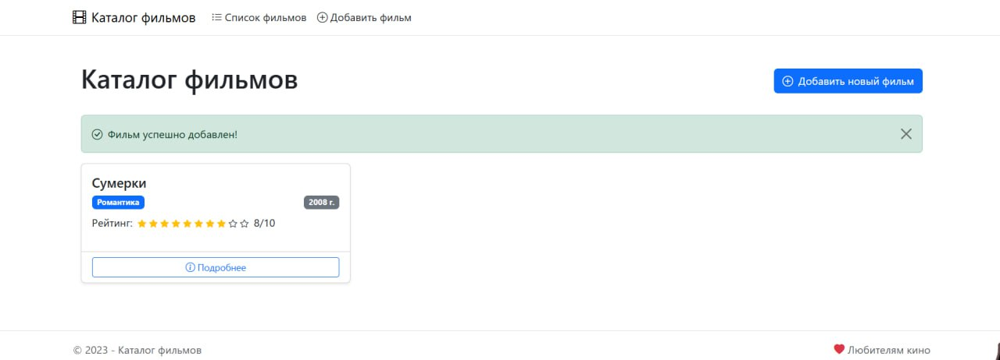 Каталог фильмов Список фильмов Добавить фильм
Каталог фильмов
Добавить новый фильм
Фильм успешно добавлен!
Сумерки
Романтика 2008 г.
Рейтинг: 8/10
Подробнее
© 2023 - Каталог фильмов Любителям кино